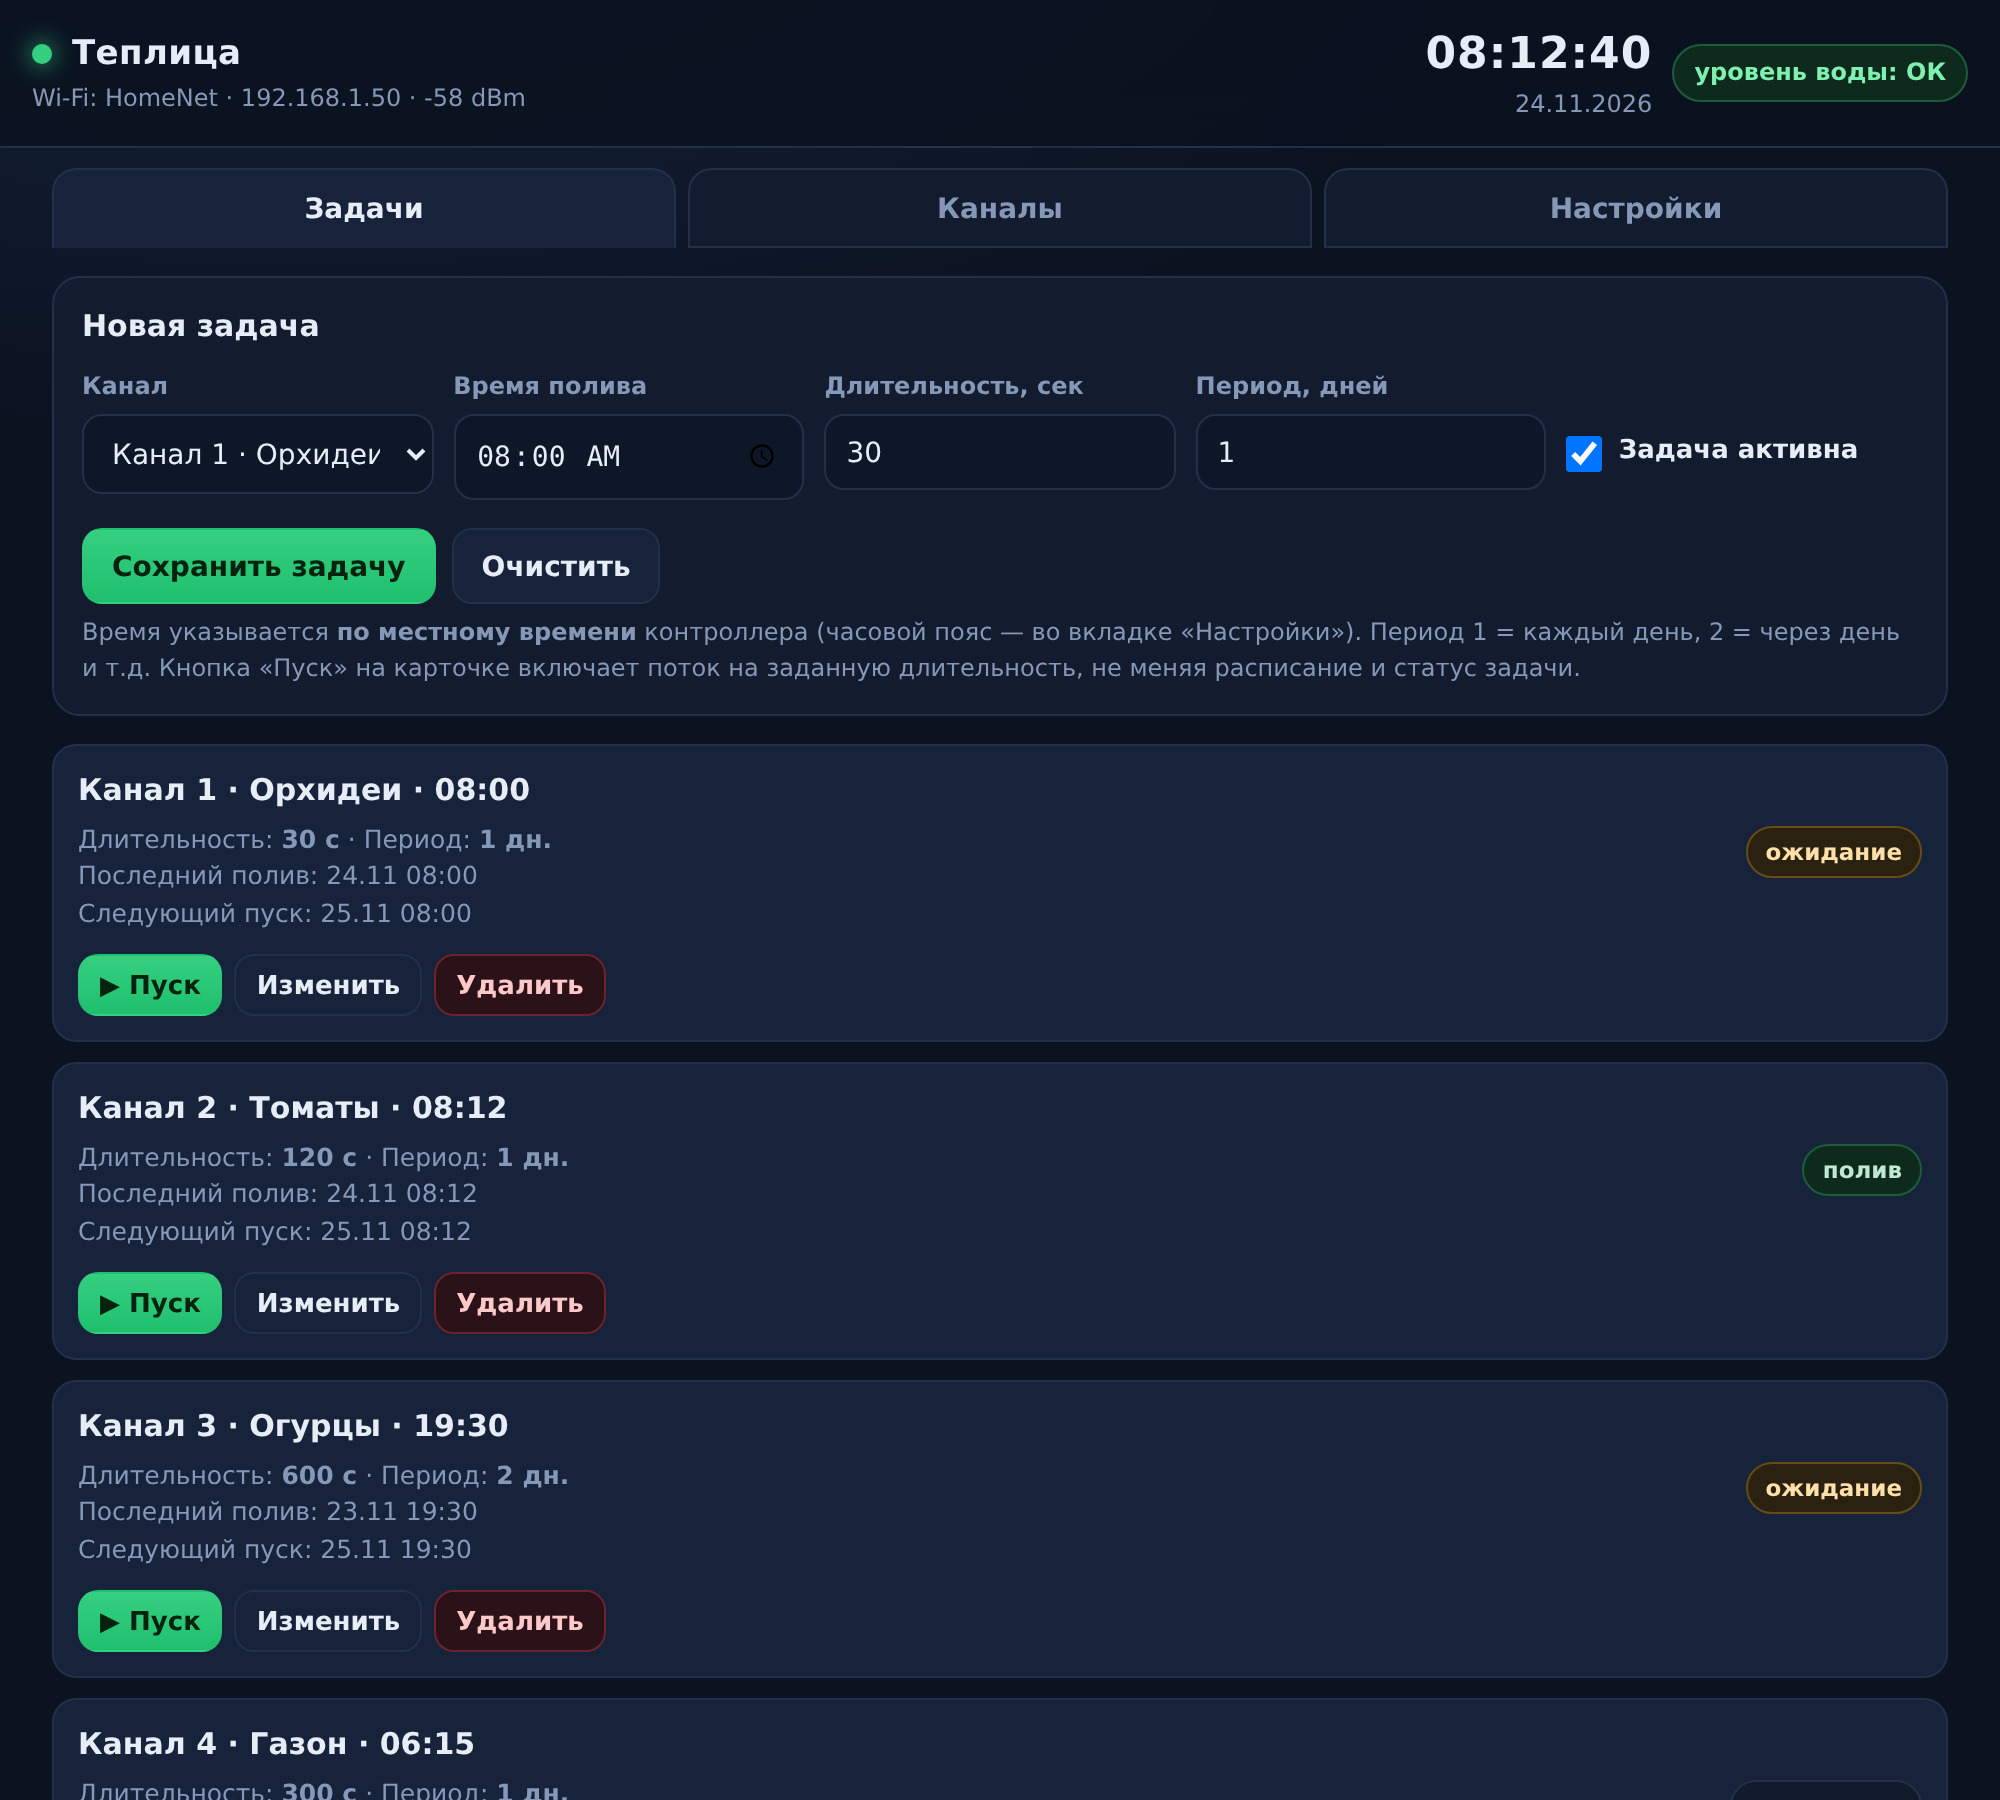 Теплица
Wi-Fi: HomeNet · 192.168.1.50 · -58 dBm
08:12:40
24.11.2026
уровень воды: ОК
Задачи
Каналы
Настройки
Новая задача
Канал
Время полива
Длительность, сек
Период, дней
Канал 1 · Орхидеи
08:00 AM
30
1
Задача активна
Сохранить задачу
Очистить
Время указывается по местному времени контроллера (часовой пояс — во вкладке «Настройки»). Период 1 = каждый день, 2 = через день
и т.д. Кнопка «Пуск» на карточке включает поток на заданную длительность, не меняя расписание и статус задачи.
Канал 1 · Орхидеи · 08:00
Длительность: 30 с · Период: 1 дн.
Последний полив: 24.11 08:00
Следующий пуск: 25.11 08:00
ожидание
▶ Пуск
Изменить
Удалить
Канал 2 · Томаты · 08:12
Длительность: 120 с · Период: 1 дн.
Последний полив: 24.11 08:12
Следующий пуск: 25.11 08:12
полив
▶ Пуск
Изменить
Удалить
Канал 3 · Огурцы · 19:30
Длительность: 600 с · Период: 2 дн.
Последний полив: 23.11 19:30
Следующий пуск: 25.11 19:30
ожидание
▶ Пуск
Изменить
Удалить
Канал 4 · Газон · 06:15
Длительность: 300 с · Период: 1 дн.